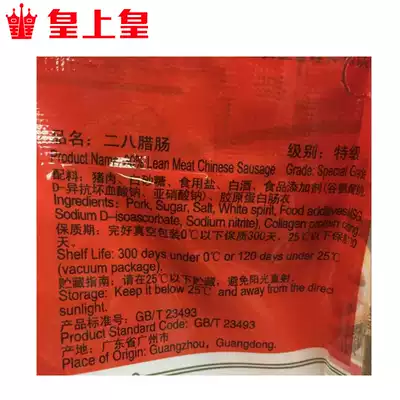 皇上皇
品名：二八腊肠 级别：特级
Product Name: 80% Lean Meat Chinese Sausage Grade: Special Grade
配料：猪肉、白砂糖、食用盐、白酒、食品添加剂(谷氨酸钠
D-异抗坏血酸钠、亚硝酸钠)、胶原蛋白肠衣
Ingredients: Pork, Sugar, Salt, White spirit, Food additives
Sodium D-isoascorbate, Sodium nitrite), Collagen casing
保质期：完好真空包装0℃以下保质300天，25℃以下
天。
Shelf Life: 300 days under 0℃ or 120 days under 25℃
(vacuum package).
贮藏指南：请在25℃以下贮藏，避免阳光直射。
Storage: Keep it below 25℃ and away from the direct
sunlight.
产品标准号：GB/T 23493
Product Standard Code: GB/T 23493
产地：广东省广州市
Place of Origin: Guangzhou, Guangdong.